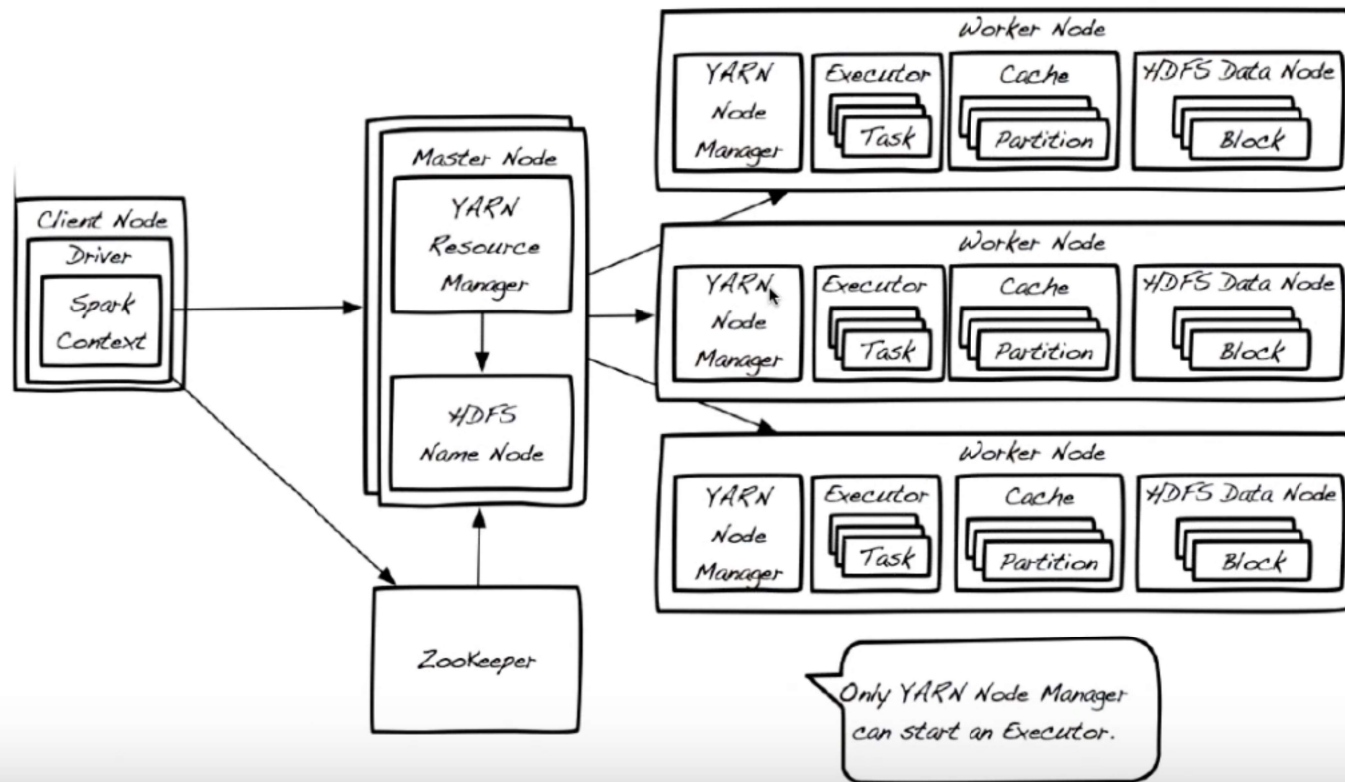 Client Node
Driver
Spark
Context
Master Node
YARN
Resource
Manager
HDFS
Name Node
ZooKeeper
Worker Node
YARN
Node
Manager
Executor
Task
Cache
Partition
HDFS Data Node
Block
Worker Node
YARN
Node
Manager
Executor
Task
Cache
Partition
HDFS Data Node
Block
Worker Node
YARN
Node
Manager
Executor
Task
Cache
Partition
HDFS Data Node
Block
Only YARN Node Manager
can start an Executor.